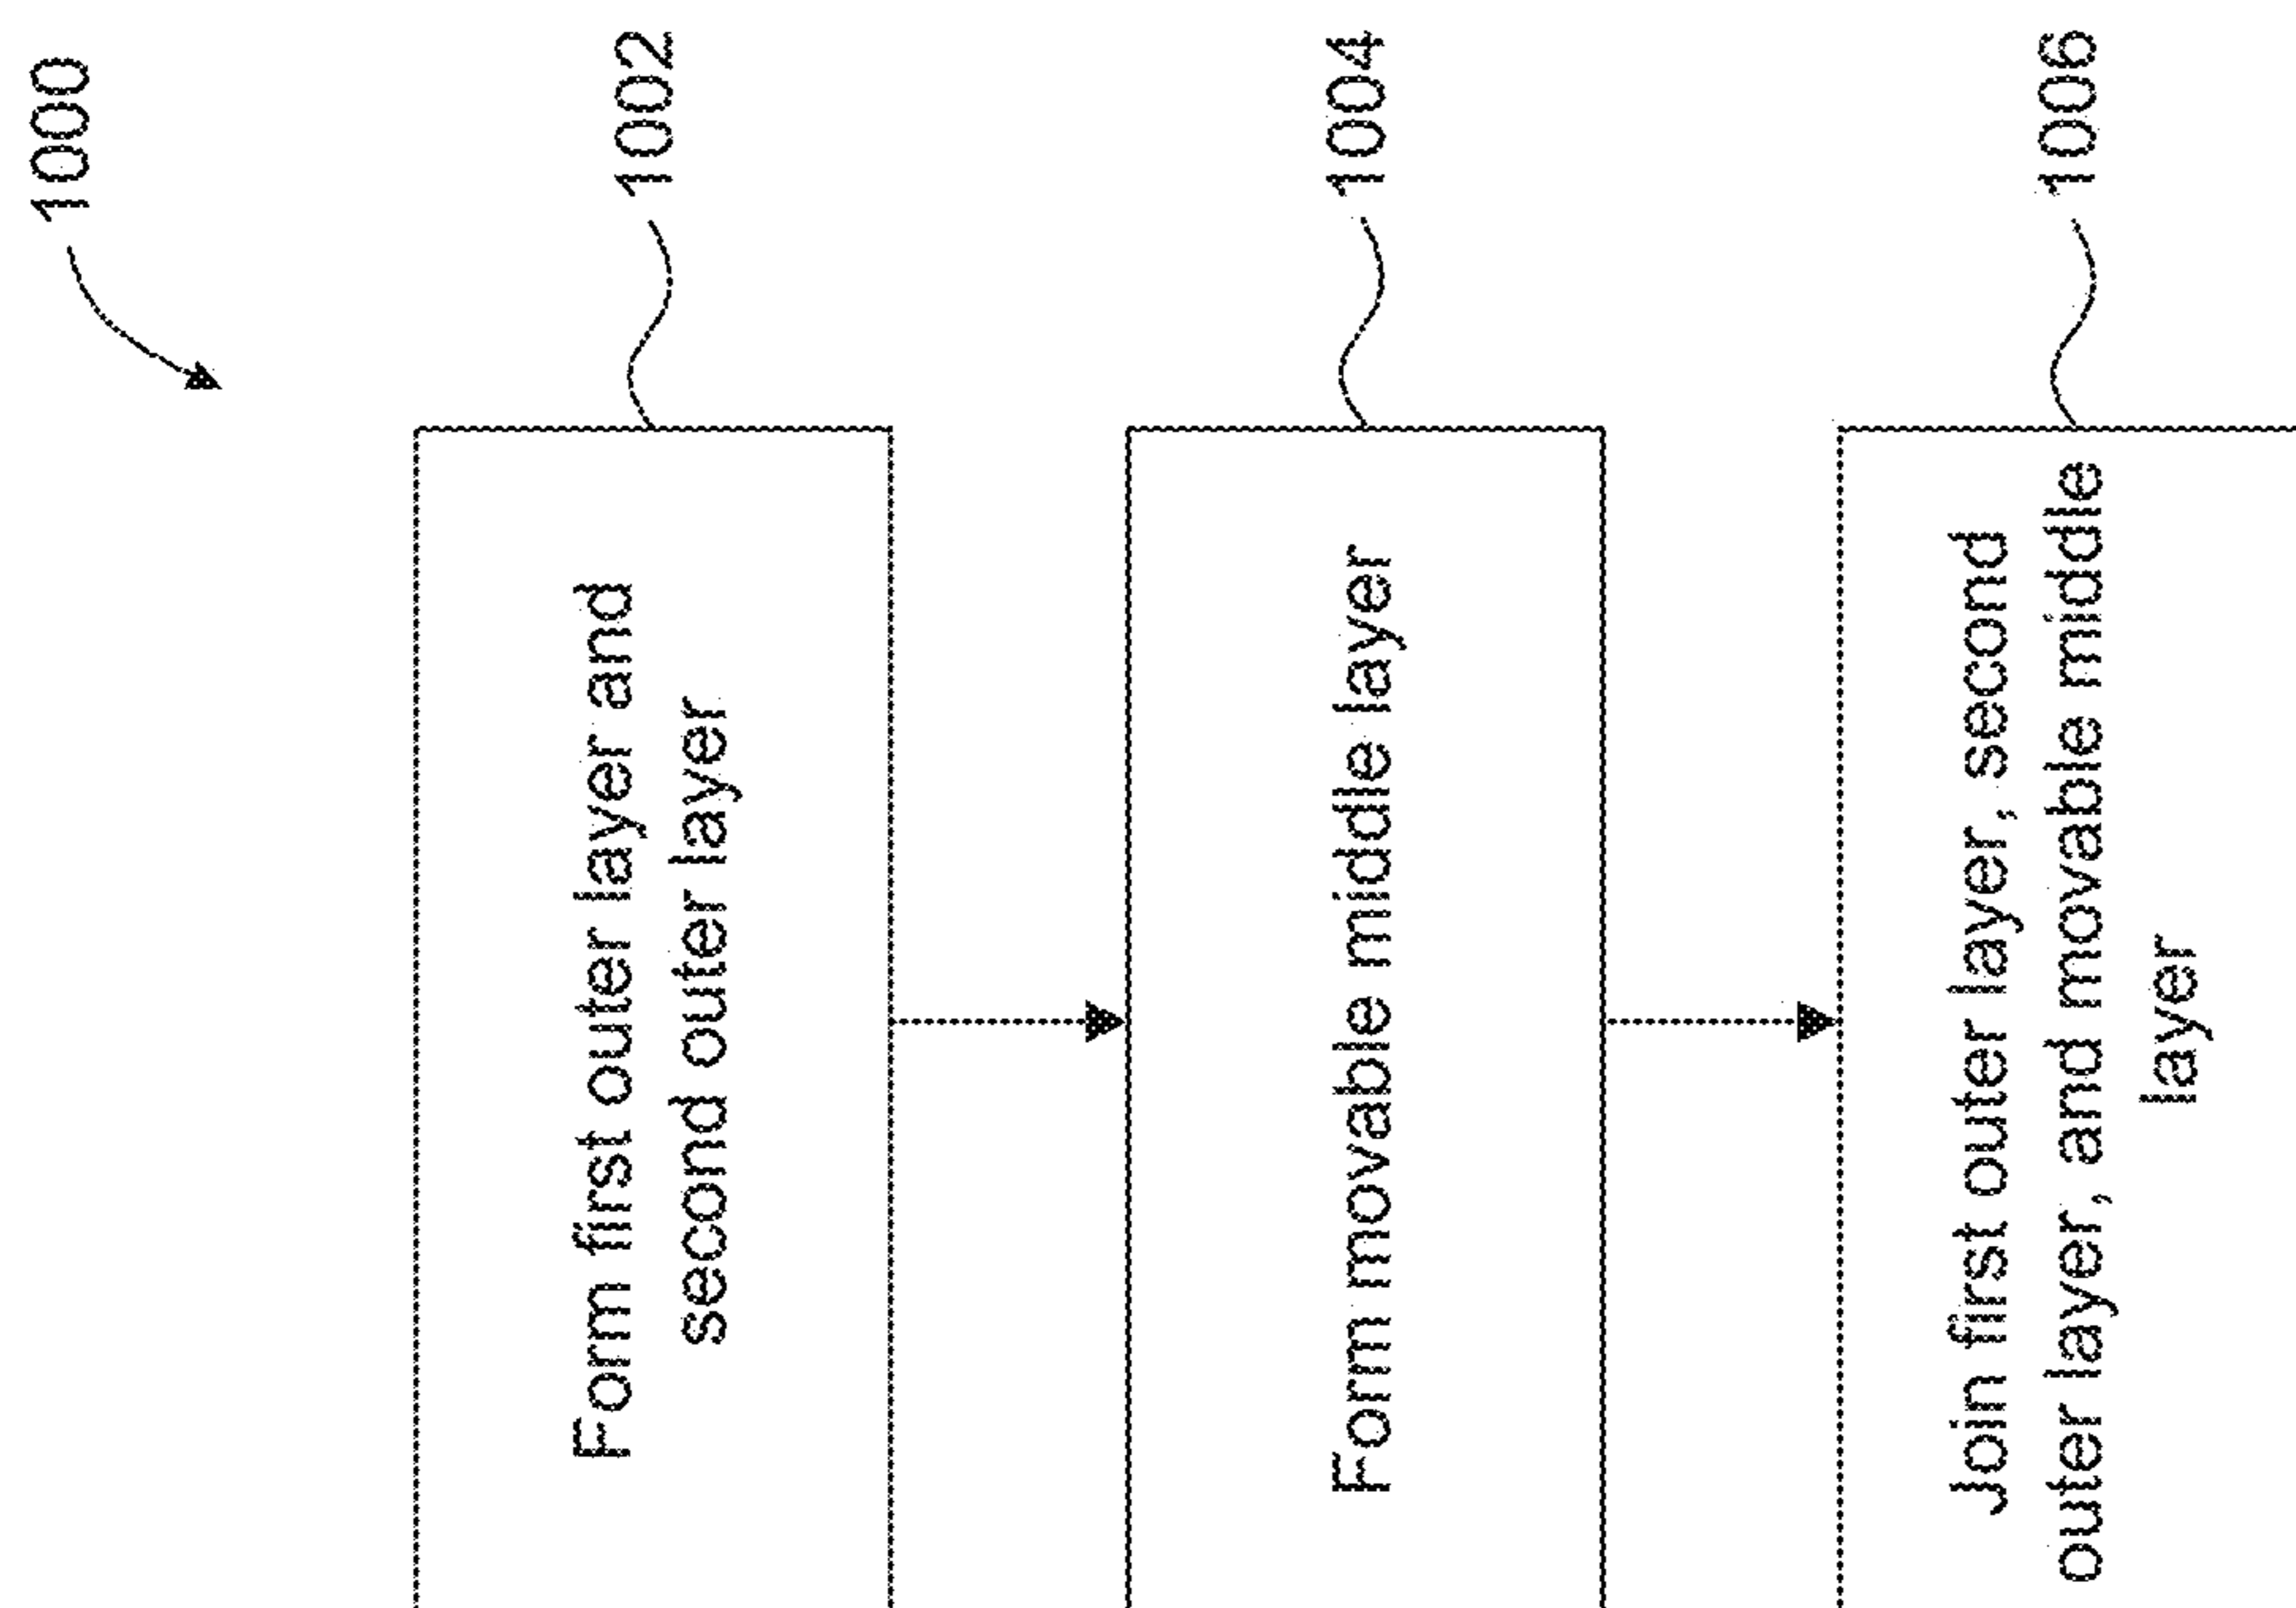 1000
Form first outer layer and
second outer layer
1002
Form movable middle layer
1004
Join first outer layer, second
outer layer, and movable middle
layer
1006